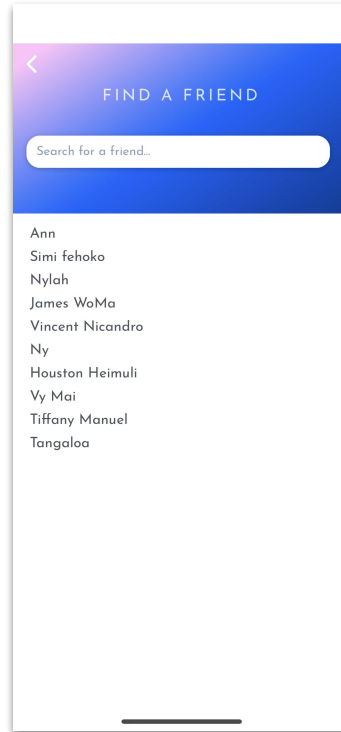 FIND A FRIEND
Search for a friend...
Ann
Simi fehoko
Nylah
James WoMa
Vincent Nicandro
Ny
Houston Heimuli
Vy Mai
Tiffany Manuel
Tangaloa